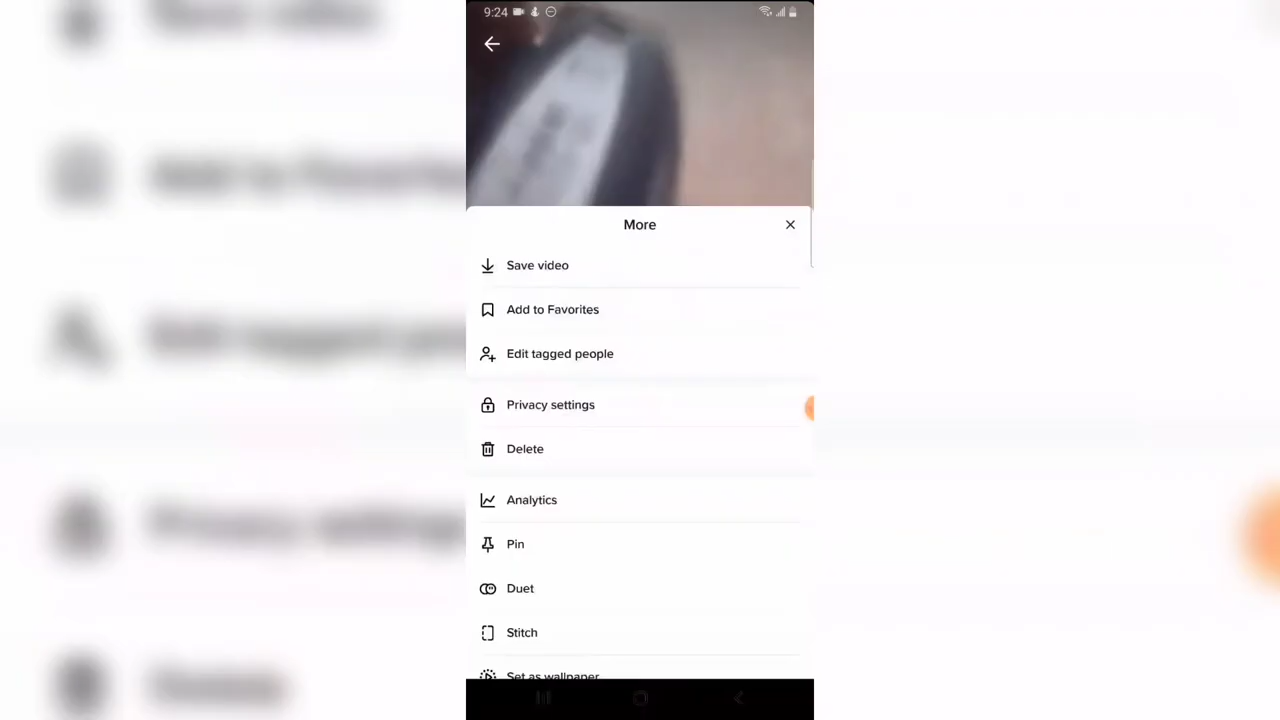 9:24
More
Save video
Add to Favorites
Edit tagged people
Privacy settings
Delete
Analytics
Pin
Duet
Stitch
Set as wallpaper